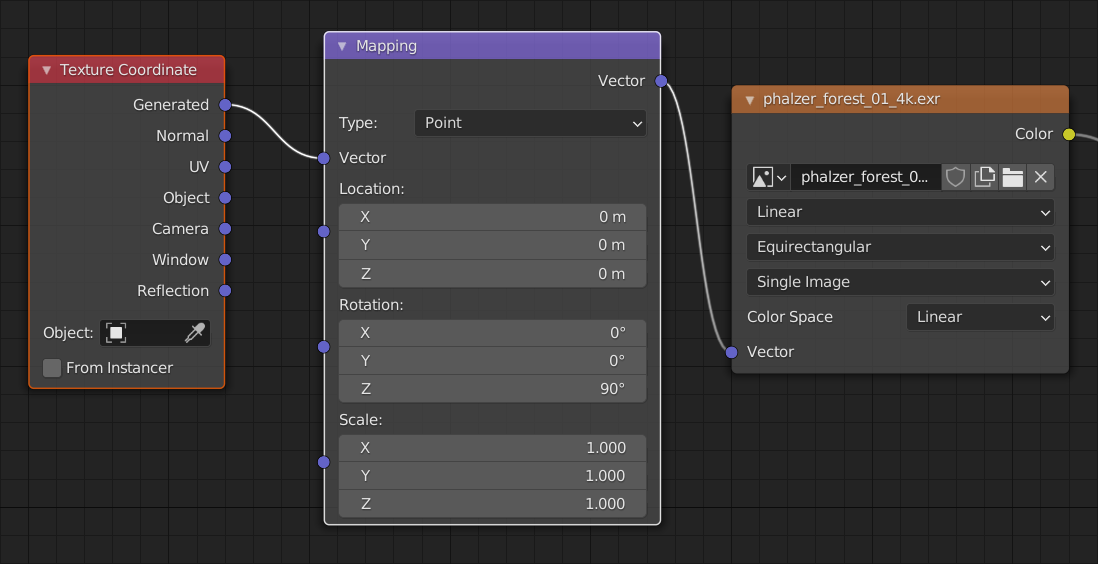 Texture Coordinate
Generated
Normal
UV
Object
Camera
Window
Reflection
Object:
From Instancer
Mapping
Vector
Type: Point
Vector
Location:
X 0 m
Y 0 m
Z 0 m
Rotation:
X 0°
Y 0°
Z 90°
Scale:
X 1.000
Y 1.000
Z 1.000
phalzer_forest_01_4k.exr
Color
phalzer_forest_0...
Linear
Equirectangular
Single Image
Color Space Linear
Vector